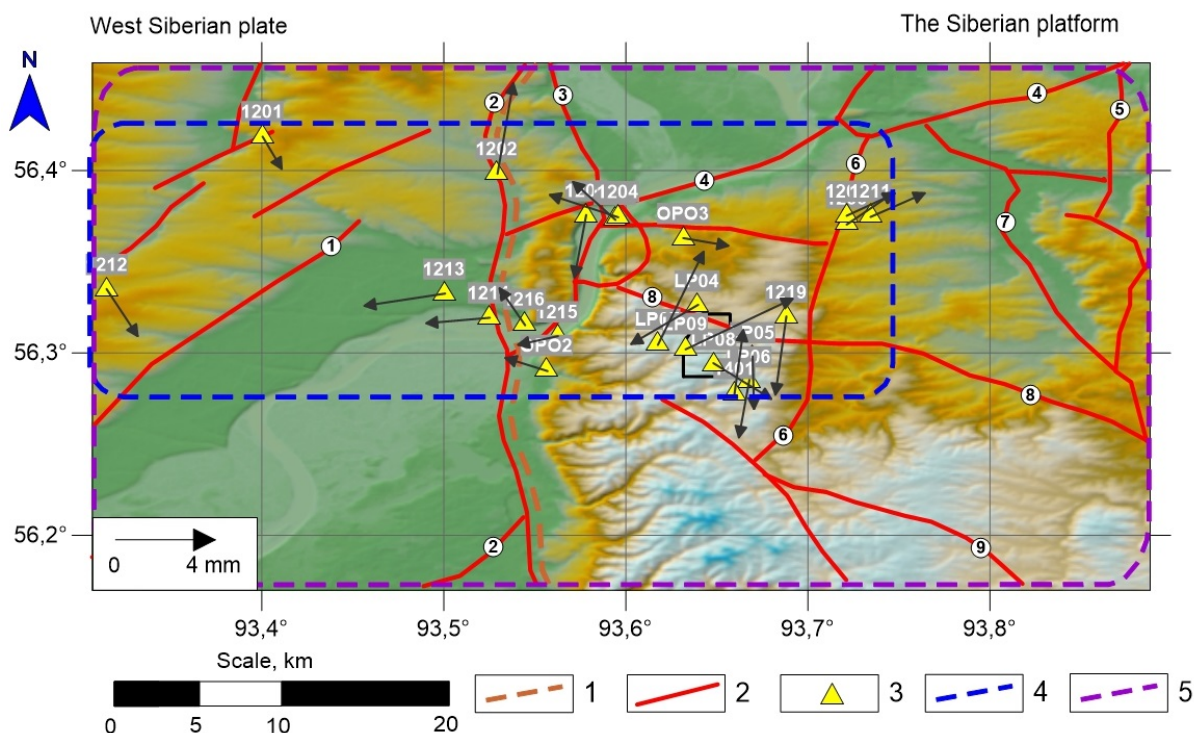 West Siberian plate
The Siberian platform
N
56,4°
56,3°
56,2°
1201
1202
1204
OPO3
1211
1212
1213
1216
1215
OPO2
LP04
1219
LP09
LP06
1
2
2
3
4
4
5
6
6
7
8
8
9
0 4 mm
93,4° 93,5° 93,6° 93,7° 93,8°
Scale, km
0 5 10 20
1 2 3 4 5